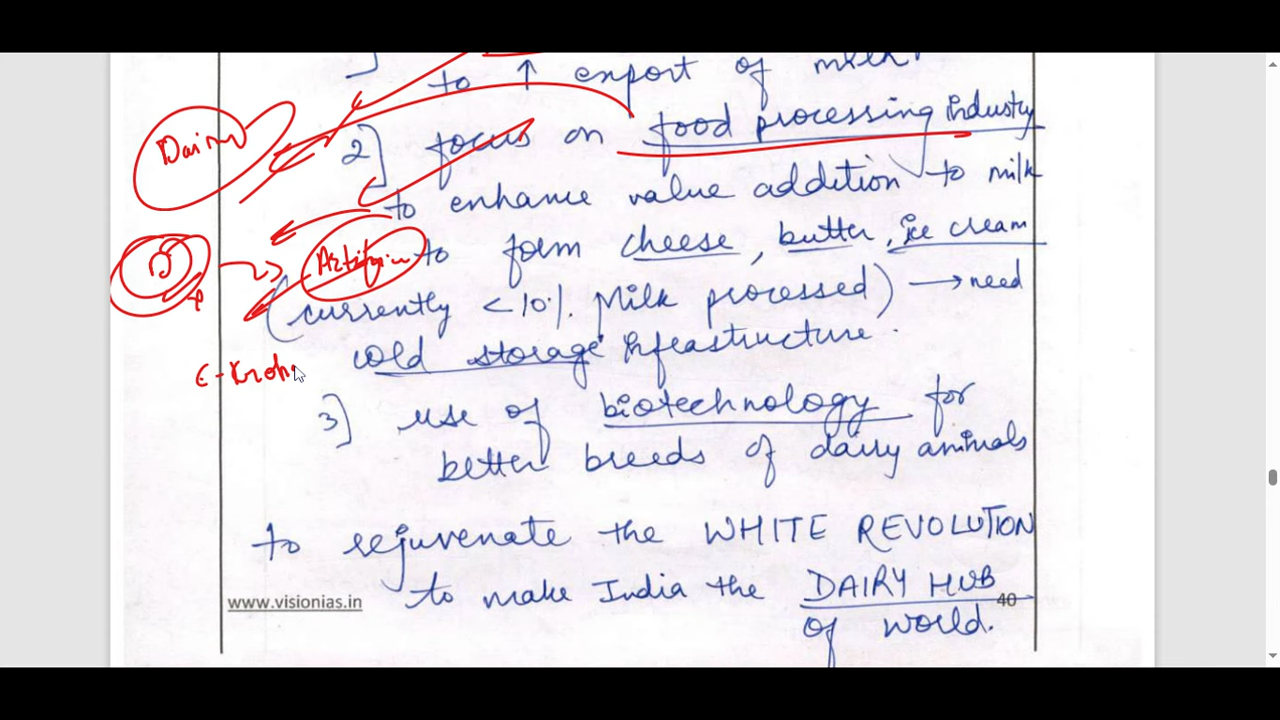 to ↑ export of milk.
Dairy
2] focus on food processing industry
to enhance value addition to milk
to form cheese, butter, ice cream
(currently < 10%. Milk processed) → need
cold storage infrastructure.
3] use of biotechnology for
better breeds of dairy animals
to rejuvenate the WHITE REVOLUTION
to make India the DAIRY HUB
of world.
www.visionias.in
40